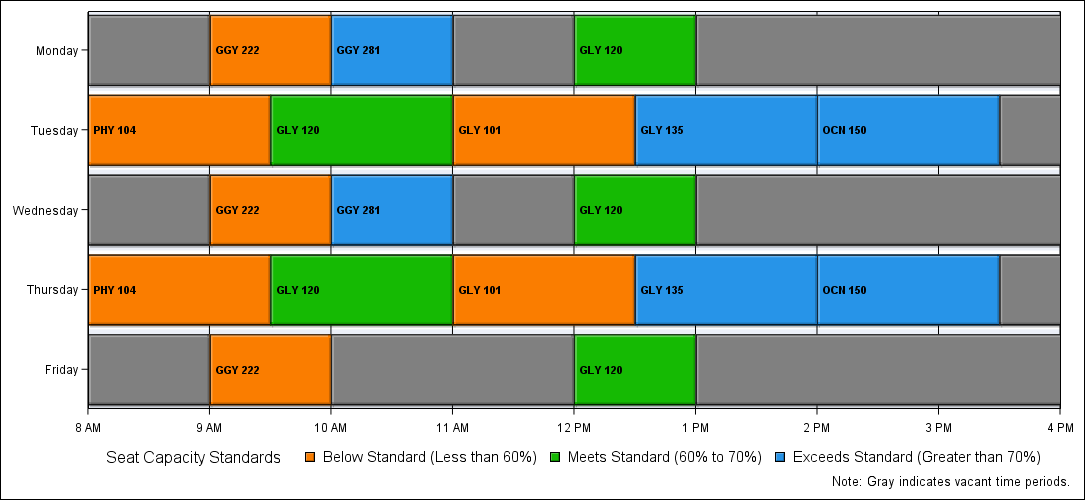 Monday
GGY 222
GGY 281
GLY 120
Tuesday
PHY 104
GLY 120
GLY 101
GLY 135
OCN 150
Wednesday
GGY 222
GGY 281
GLY 120
Thursday
PHY 104
GLY 120
GLY 101
GLY 135
OCN 150
Friday
GGY 222
GLY 120
8 AM 9 AM 10 AM 11 AM 12 PM 1 PM 2 PM 3 PM 4 PM
Seat Capacity Standards Below Standard (Less than 60%) Meets Standard (60% to 70%) Exceeds Standard (Greater than 70%)
Note: Gray indicates vacant time periods.